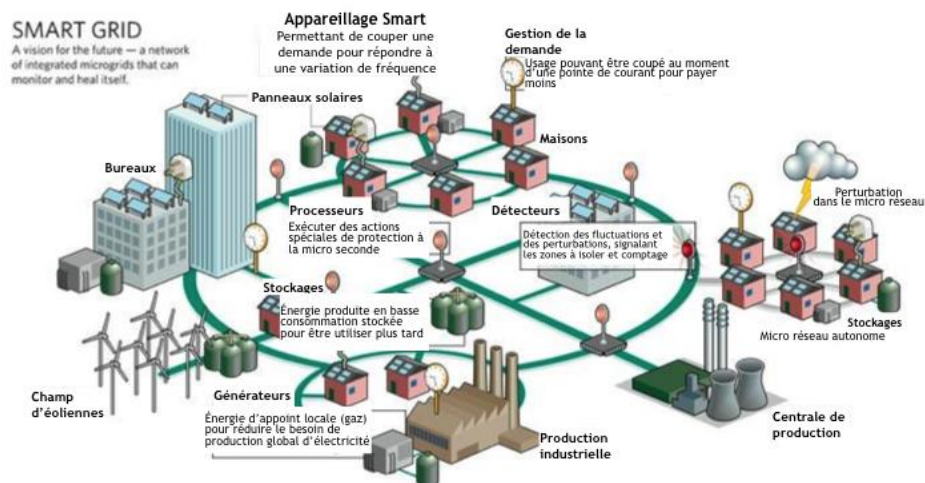 SMART GRID
A vision for the future — a network
of integrated microgrids that can
monitor and heal itself.
Appareillage Smart
Permettant de couper une
demande pour répondre à
une variation de fréquence
Gestion de la
demande
Usage pouvant être coupé au moment
d'une pointe de courant pour payer
moins
Panneaux solaires
Maisons
Bureaux
Processeurs
Exécuter des actions
spéciales de protection à
la micro seconde
Détecteurs
Détection des fluctuations et
des perturbations, signalant
les zones à isoler et comptage
Perturbation
dans le micro réseau
Stockages
Énergie produite en basse
consommation stockée
pour être utiliser plus tard
Stockages
Micro réseau autonome
Champ
d'éoliennes
Générateurs
Énergie d'appoint locale (gaz)
pour réduire le besoin de
production global d'électricité
Production
industrielle
Centrale de
production